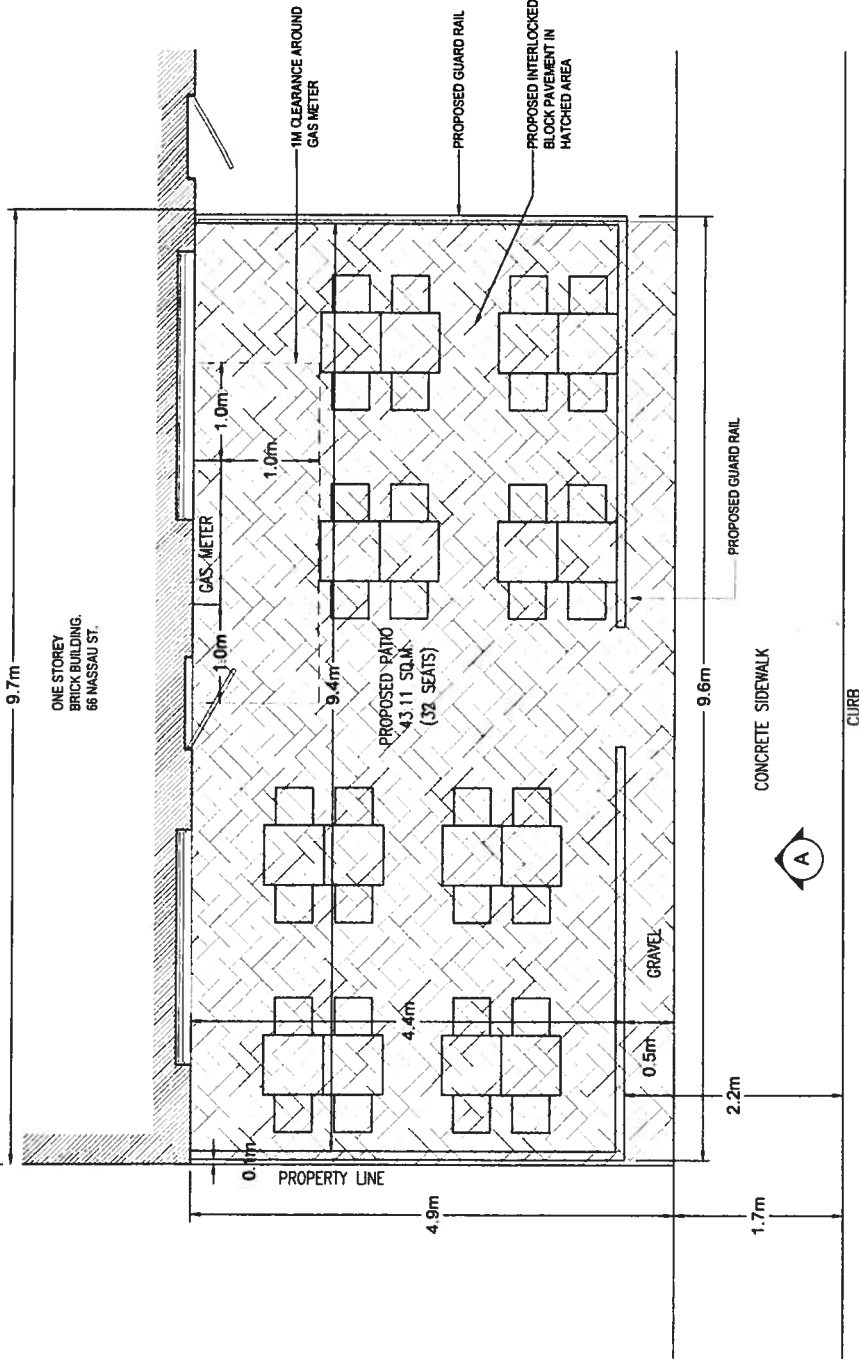 9.7m
ONE STOREY
BRICK BUILDING.
66 NASSAU ST.
1M CLEARANCE AROUND
GAS METER
PROPOSED GUARD RAIL
PROPOSED INTERLOCKED
BLOCK PAVEMENT IN
HATCHED AREA
GAS METER
1.0m
1.0m
1.0m
9.4m
PROPOSED PATIO
43.11 SQ.M.
(32 SEATS)
4.4m
0.1m
PROPERTY LINE
4.9m
GRAVEL
0.5m
PROPOSED GUARD RAIL
9.6m
2.2m
1.7m
CONCRETE SIDEWALK
A
CURB